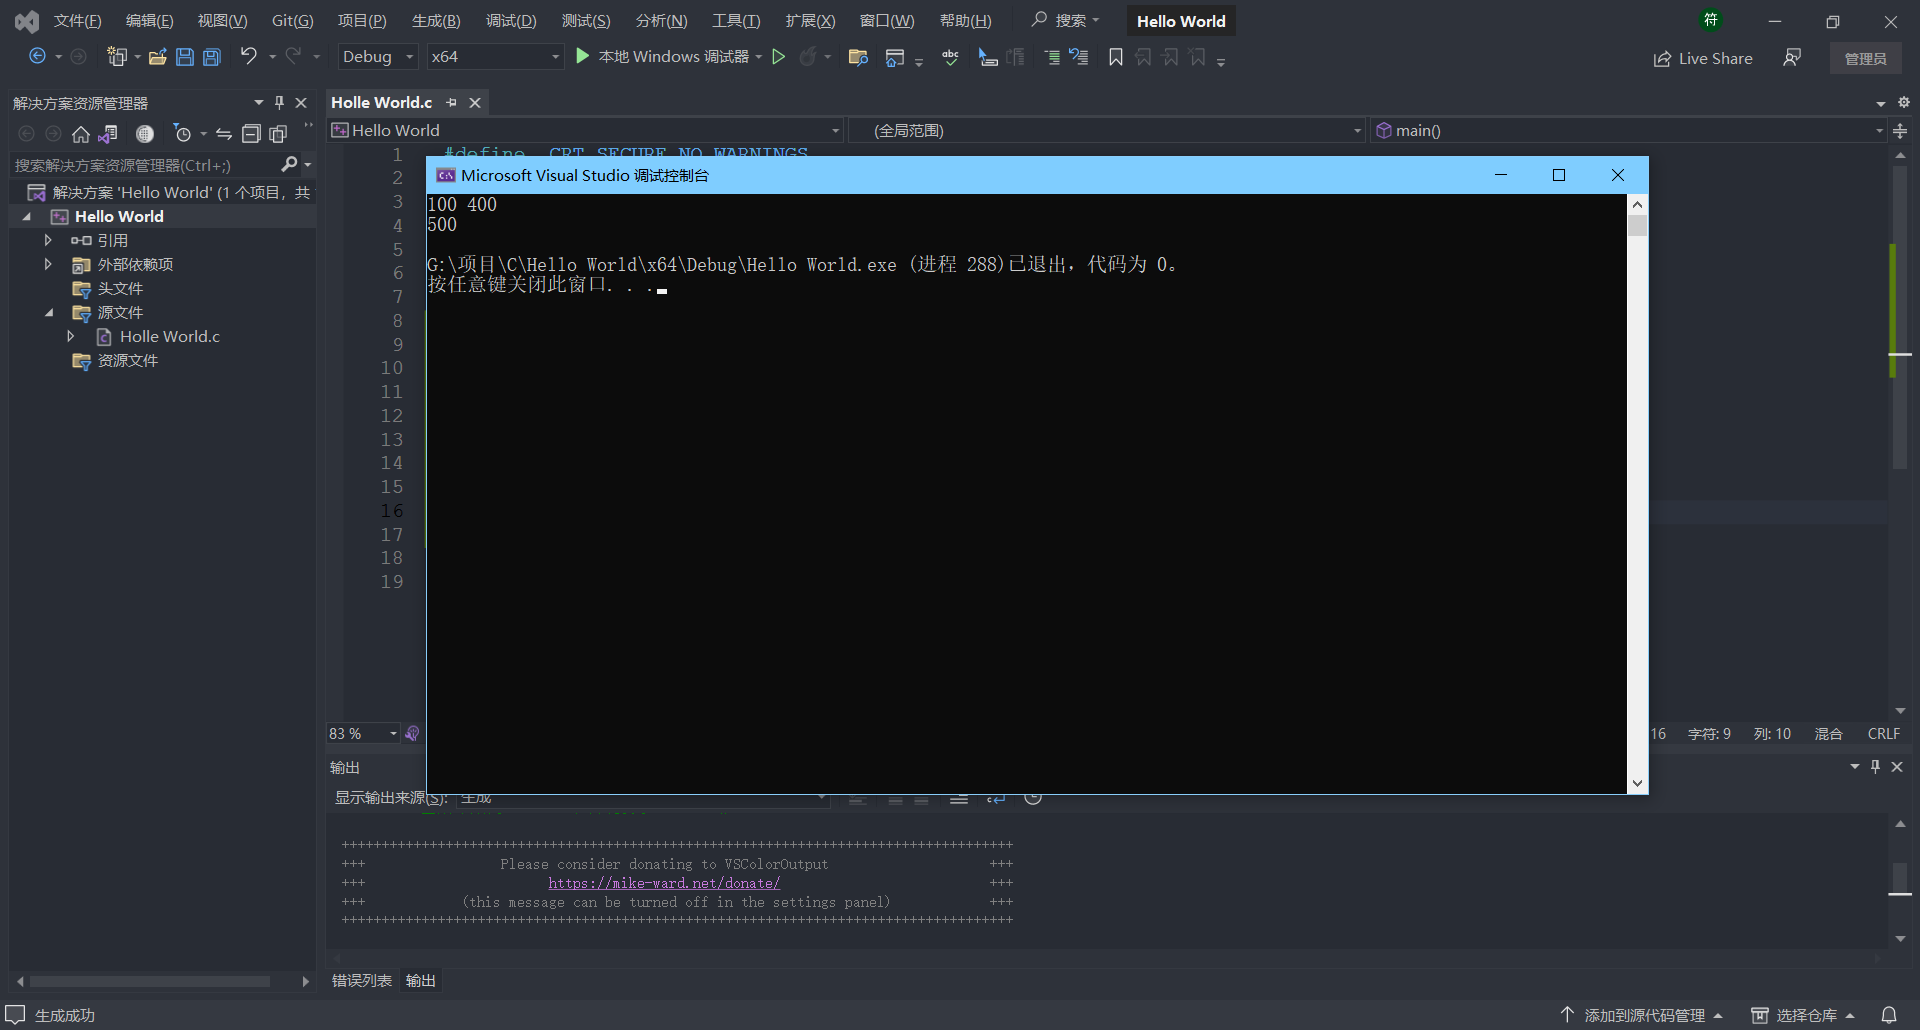 文件(F) 编辑(E) 视图(V) Git(G) 项目(P) 生成(B) 调试(D) 测试(S) 分析(N) 工具(T) 扩展(X) 窗口(W) 帮助(H) 搜索 Hello World 符
Debug x64 本地 Windows 调试器 abc Live Share 管理员
解决方案资源管理器
搜索解决方案资源管理器(Ctrl+;)
解决方案 'Hello World' (1 个项目, 共
Hello World
引用
外部依赖项
头文件
源文件
Holle World.c
资源文件
Holle World.c
Hello World (全局范围) main()
1 #define _CRT_SECURE_NO_WARNINGS
2
3
4
5
6
7
8
9
10
11
12
13
14
15
16
17
18
19
Microsoft Visual Studio 调试控制台
100 400
500
G:\项目\C\Hello World\x64\Debug\Hello World.exe (进程 288)已退出，代码为 0。
按任意键关闭此窗口. . .
83 % 16 字符: 9 列: 10 混合 CRLF
输出
显示输出来源(S): 生成
++++++++++++++++++++++++++++++++++++++++++++++++++++++++++++++++++++++++++++++++++++
+++ Please consider donating to VSColorOutput +++
+++ https://mike-ward.net/donate/ +++
+++ (this message can be turned off in the settings panel) +++
++++++++++++++++++++++++++++++++++++++++++++++++++++++++++++++++++++++++++++++++++++
错误列表 输出
生成成功 添加到源代码管理 选择仓库